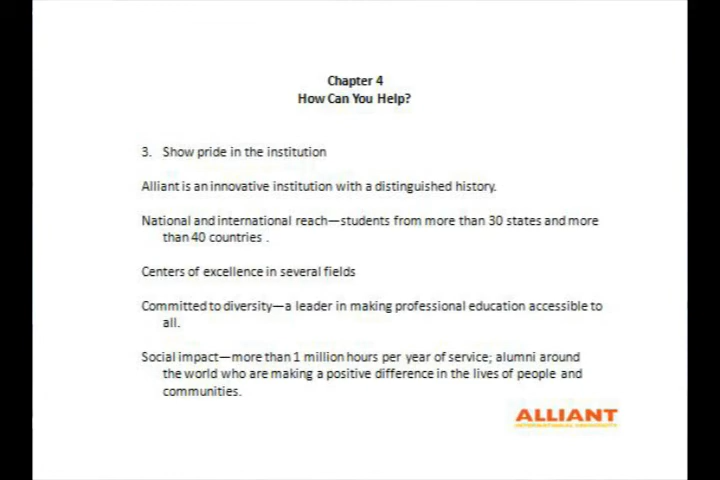 Chapter 4
How Can You Help?
3. Show pride in the institution
Alliant is an innovative institution with a distinguished history.
National and international reach—students from more than 30 states and more
than 40 countries .
Centers of excellence in several fields
Committed to diversity—a leader in making professional education accessible to
all.
Social impact—more than 1 million hours per year of service; alumni around
the world who are making a positive difference in the lives of people and
communities.
ALLIANT
INTERNATIONAL UNIVERSITY